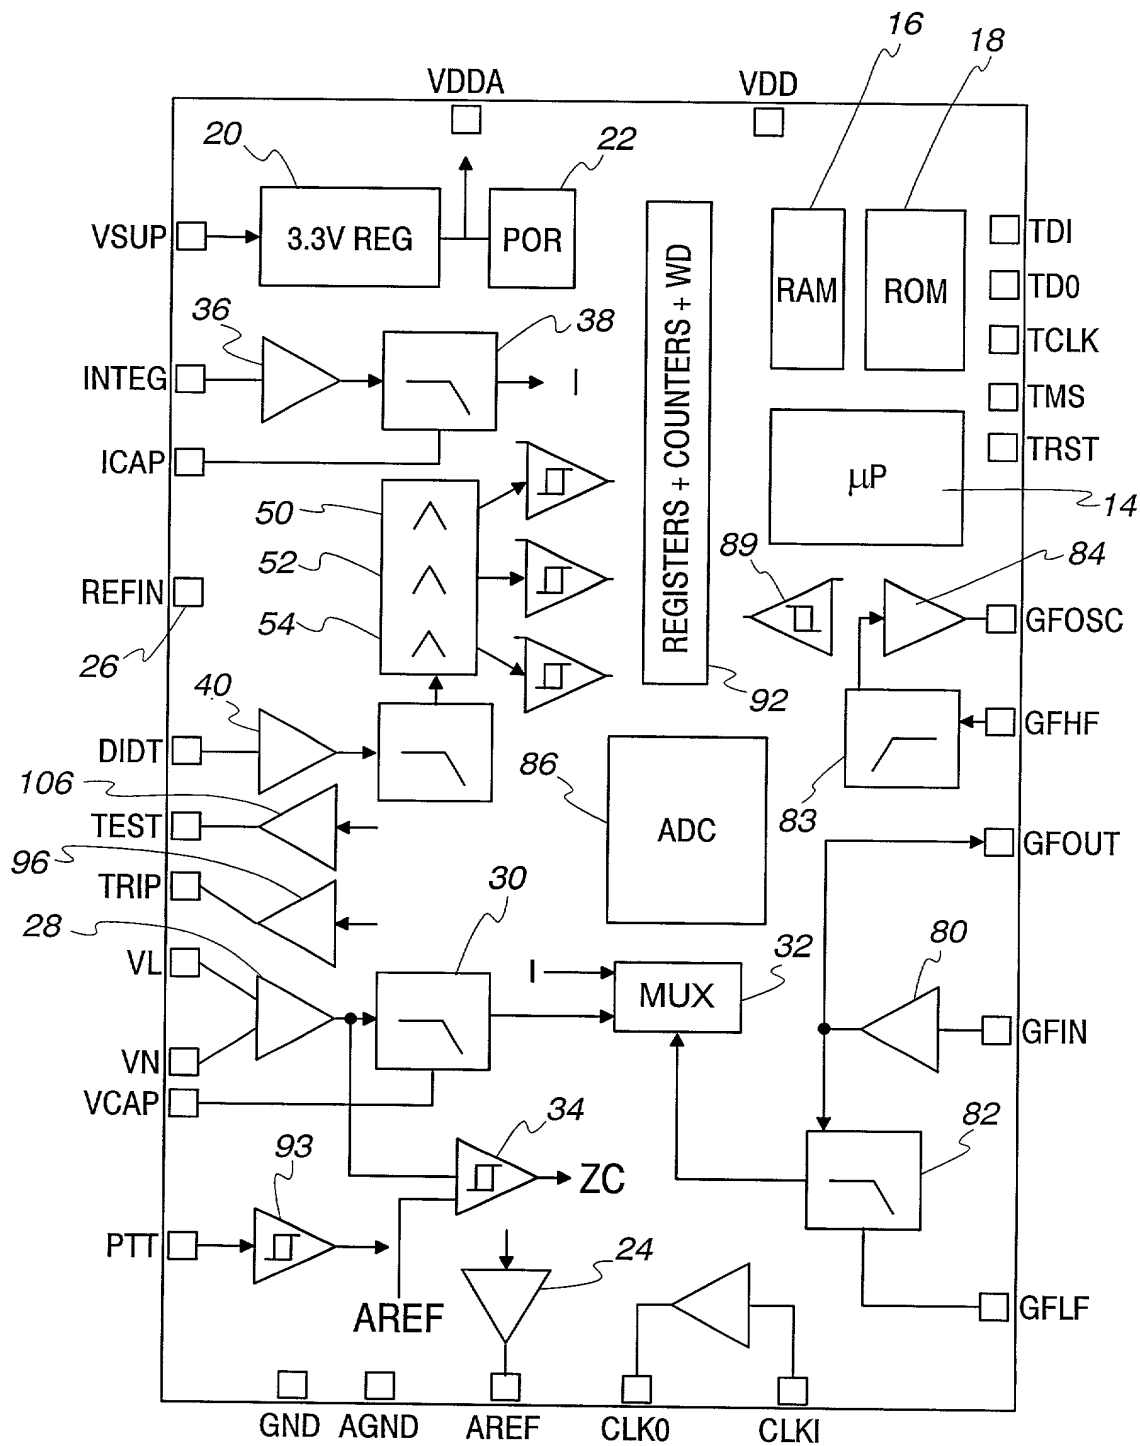 16
18
VDDA
VDD
20
22
VSUP
3.3V REG
POR
REGISTERS + COUNTERS + WD
RAM
ROM
TDI
TD0
TCLK
TMS
TRST
36
38
INTEG
I
ICAP
µP
14
50
52
54
89
84
REFIN
26
GFOSC
92
40
DIDT
GFHF
83
86
ADC
106
TEST
GFOUT
96
TRIP
30
28
VL
32
80
I
MUX
VN
GFIN
VCAP
34
82
93
ZC
PTT
24
AREF
GFLF
GND
AGND
AREF
CLK0
CLKI